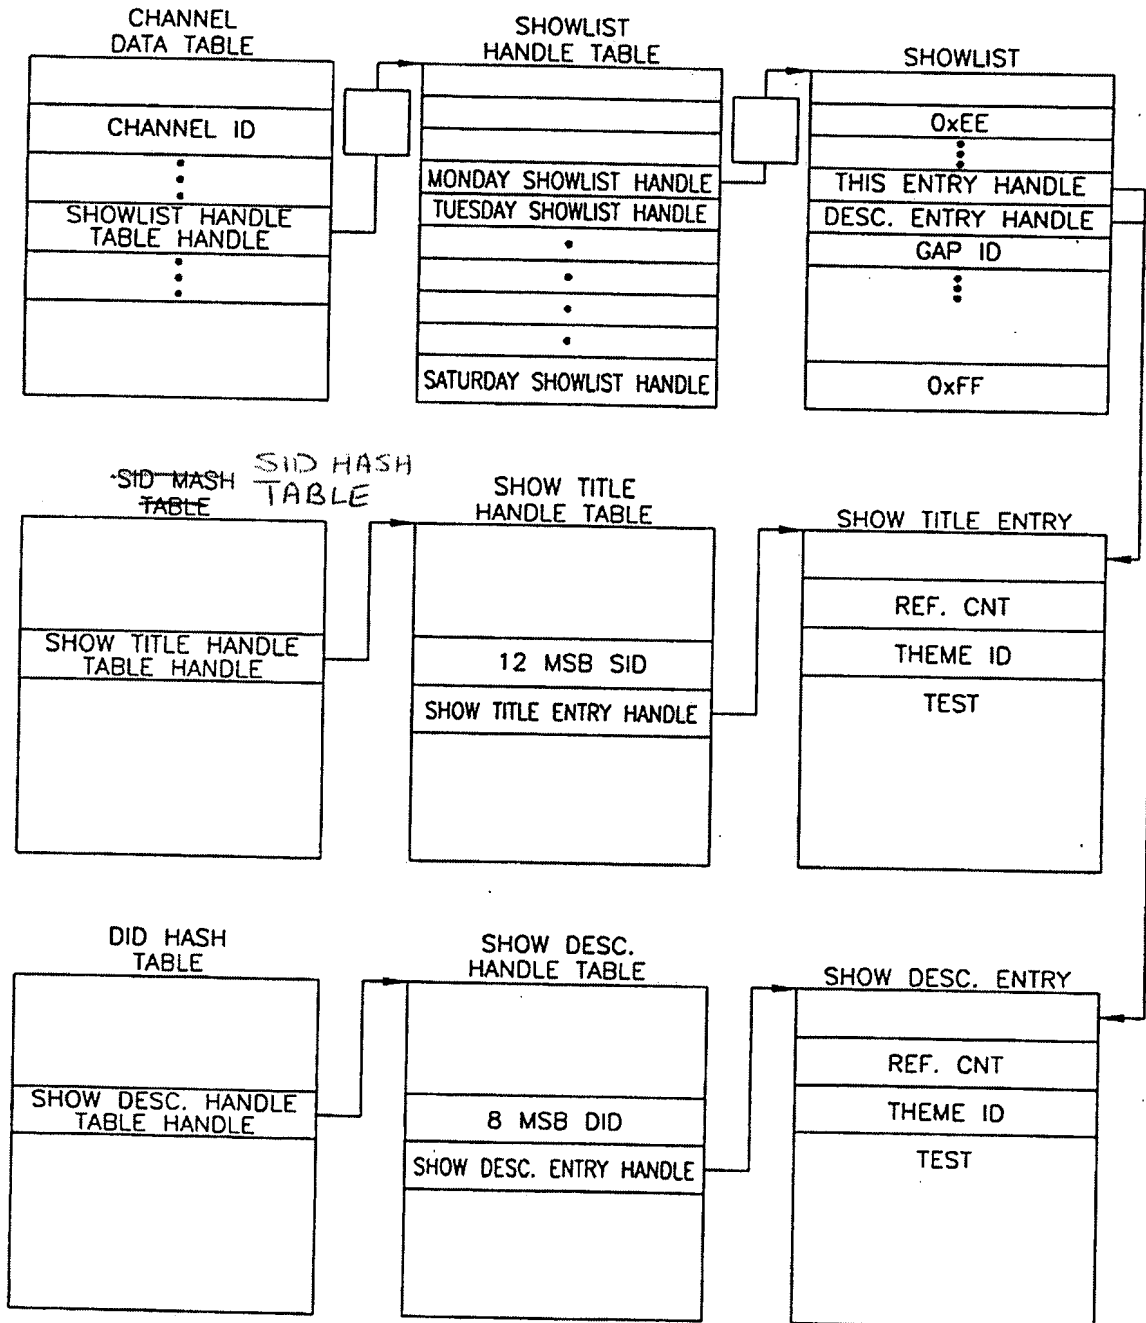 CHANNEL
DATA TABLE
CHANNEL ID
SHOWLIST HANDLE
TABLE HANDLE
SHOWLIST
HANDLE TABLE
MONDAY SHOWLIST HANDLE
TUESDAY SHOWLIST HANDLE
SATURDAY SHOWLIST HANDLE
SHOWLIST
0xEE
THIS ENTRY HANDLE
DESC. ENTRY HANDLE
GAP ID
0xFF
SID MASH
TABLE
SID HASH
TABLE
SHOW TITLE HANDLE
TABLE HANDLE
SHOW TITLE
HANDLE TABLE
12 MSB SID
SHOW TITLE ENTRY HANDLE
SHOW TITLE ENTRY
REF. CNT
THEME ID
TEST
DID HASH
TABLE
SHOW DESC. HANDLE
TABLE HANDLE
SHOW DESC.
HANDLE TABLE
8 MSB DID
SHOW DESC. ENTRY HANDLE
SHOW DESC. ENTRY
REF. CNT
THEME ID
TEST